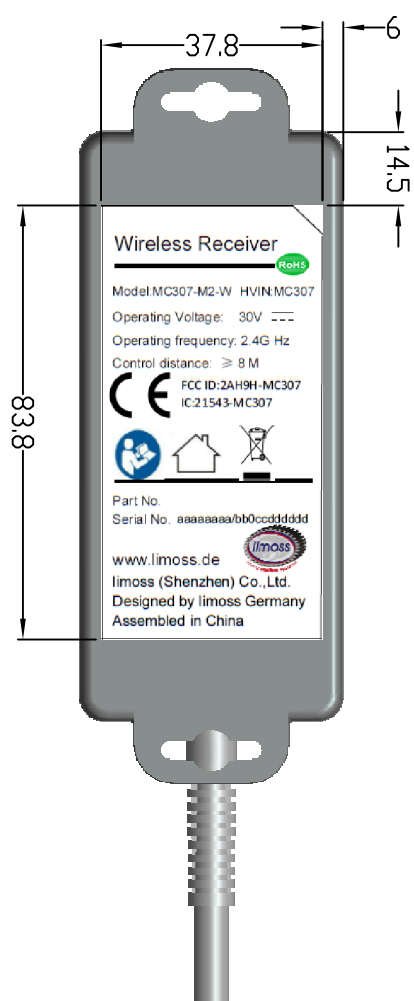 37.8
6
14.5
83.8
Wireless Receiver
RoHS
Model:MC307-M2-W HVIN:MC307
Operating Voltage: 30V
Operating frequency: 2.4G Hz
Control distance: ≥ 8 M
CE
FCC ID:2AH9H-MC307
IC:21543-MC307
Part No.
Serial No. aaaaaaaa/bb0ccdddddd
limoss
www.limoss.de
limoss (Shenzhen) Co.,Ltd.
Designed by limoss Germany
Assembled in China